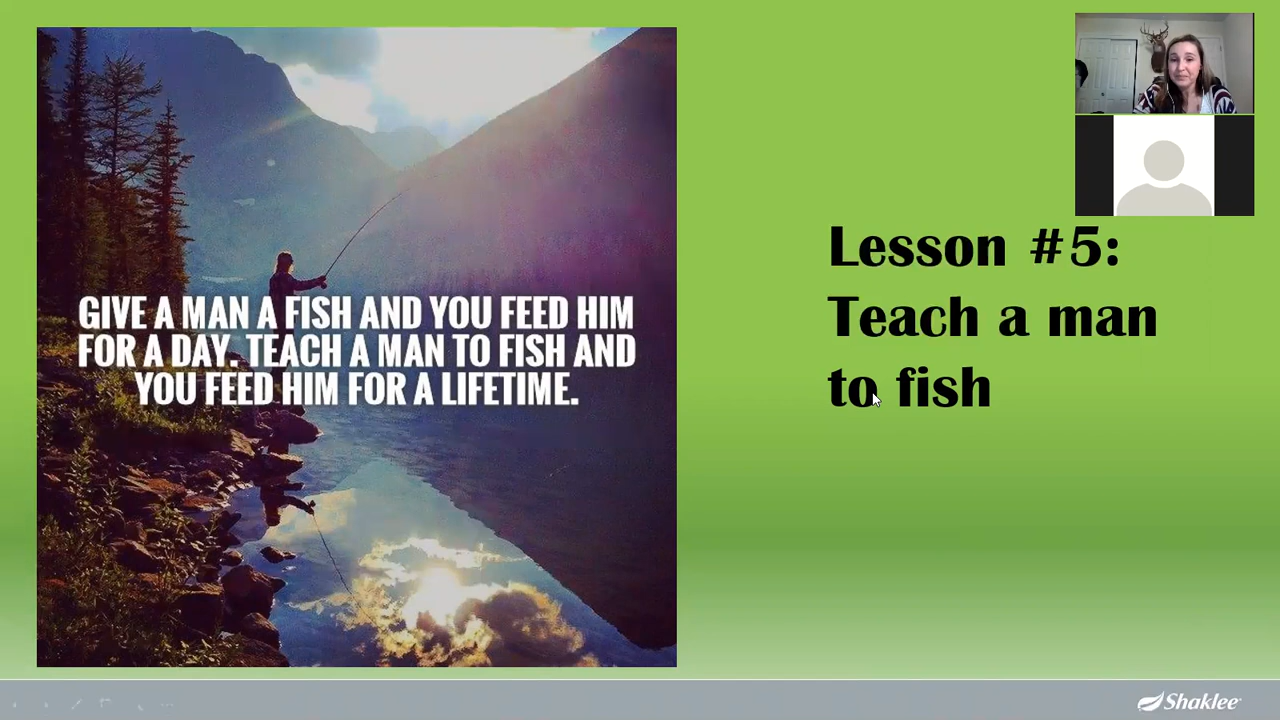 GIVE A MAN A FISH AND YOU FEED HIM
FOR A DAY. TEACH A MAN TO FISH AND
YOU FEED HIM FOR A LIFETIME.
Lesson #5:
Teach a man
to fish
Shaklee